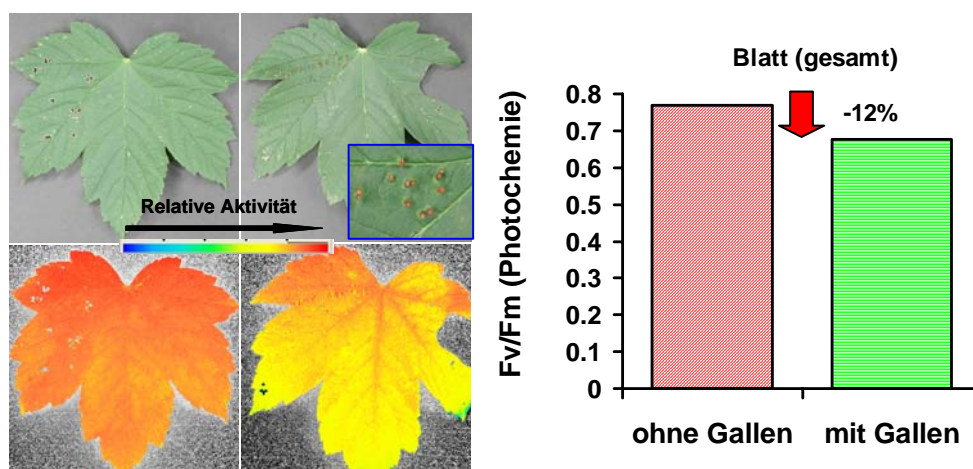 Relative Aktivität
Blatt (gesamt)
-12%
Fv/Fm (Photochemie)
0.8
0.7
0.6
0.5
0.4
0.3
0.2
0.1
0
ohne Gallen
mit Gallen